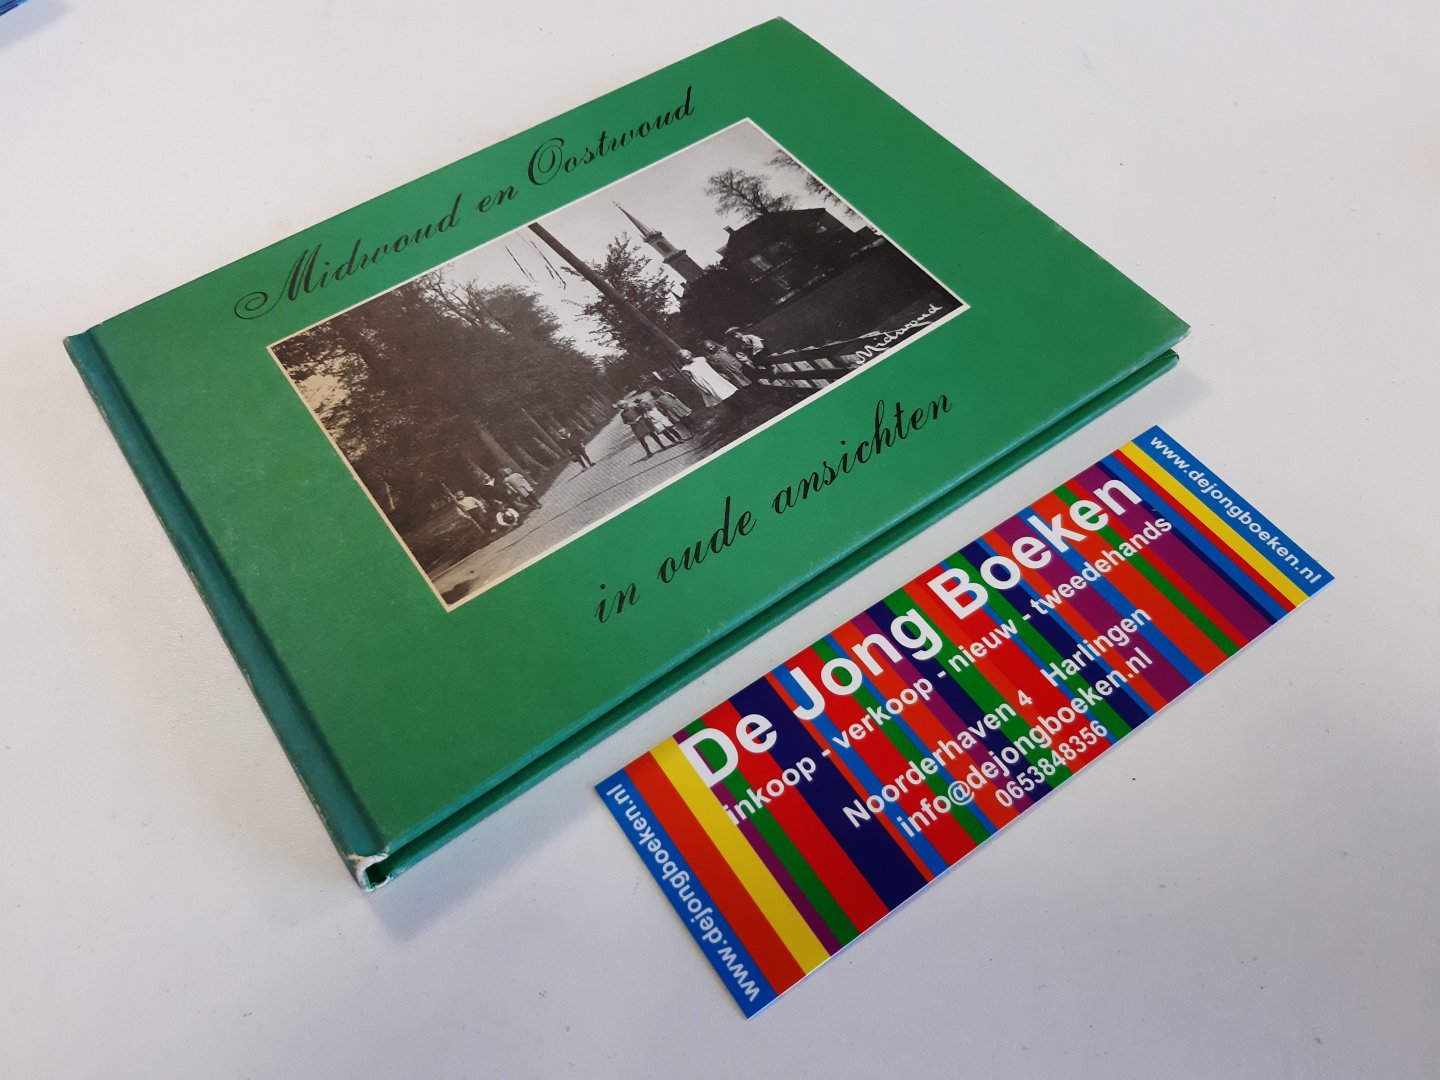 Midwoud en Oostwoud
Midwoud
in oude ansichten
www.dejongboeken.nl
De Jong Boeken
inkoop - verkoop - nieuw - tweedehands
Noorderhaven 4 Harlingen
info@dejongboeken.nl
0653848356
www.dejongboeken.nl